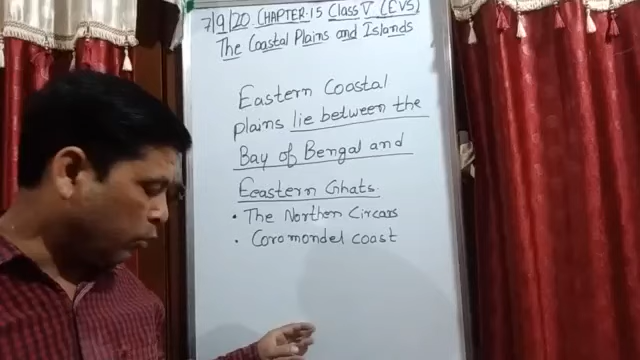 7/9/20. CHAPTER-15 Class V (EVS)
The Coastal Plains and Islands
Eastern Coastal
plains lie between the
Bay of Bengal and
Eeastern Ghats.
• The Northen Circars
• Coromondel coast